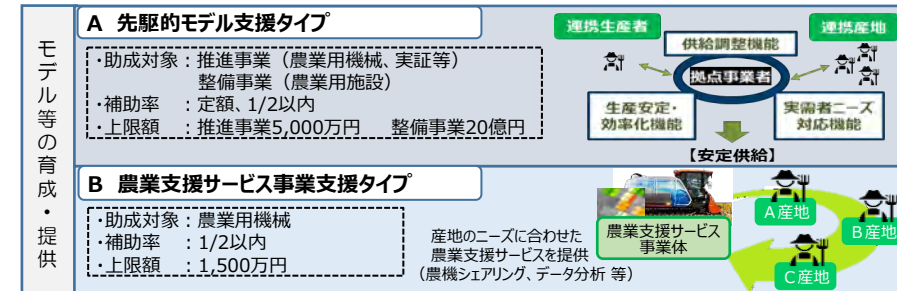 モデル等の育成・提供
A 先駆的モデル支援タイプ
・助成対象：推進事業（農業用機械、実証等）
整備事業（農業用施設）
・補助率　：定額、1/2以内
・上限額　：推進事業5,000万円　整備事業20億円
連携生産者
連携産地
供給調整機能
拠点事業者
生産安定・
効率化機能
実需者ニーズ
対応機能
【安定供給】
B 農業支援サービス事業支援タイプ
・助成対象：農業用機械
・補助率　：1/2以内
・上限額　：1,500万円
産地のニーズに合わせた
農業支援サービスを提供
（農機シェアリング、データ分析 等）
農業支援サービス
事業体
A産地
B産地
C産地